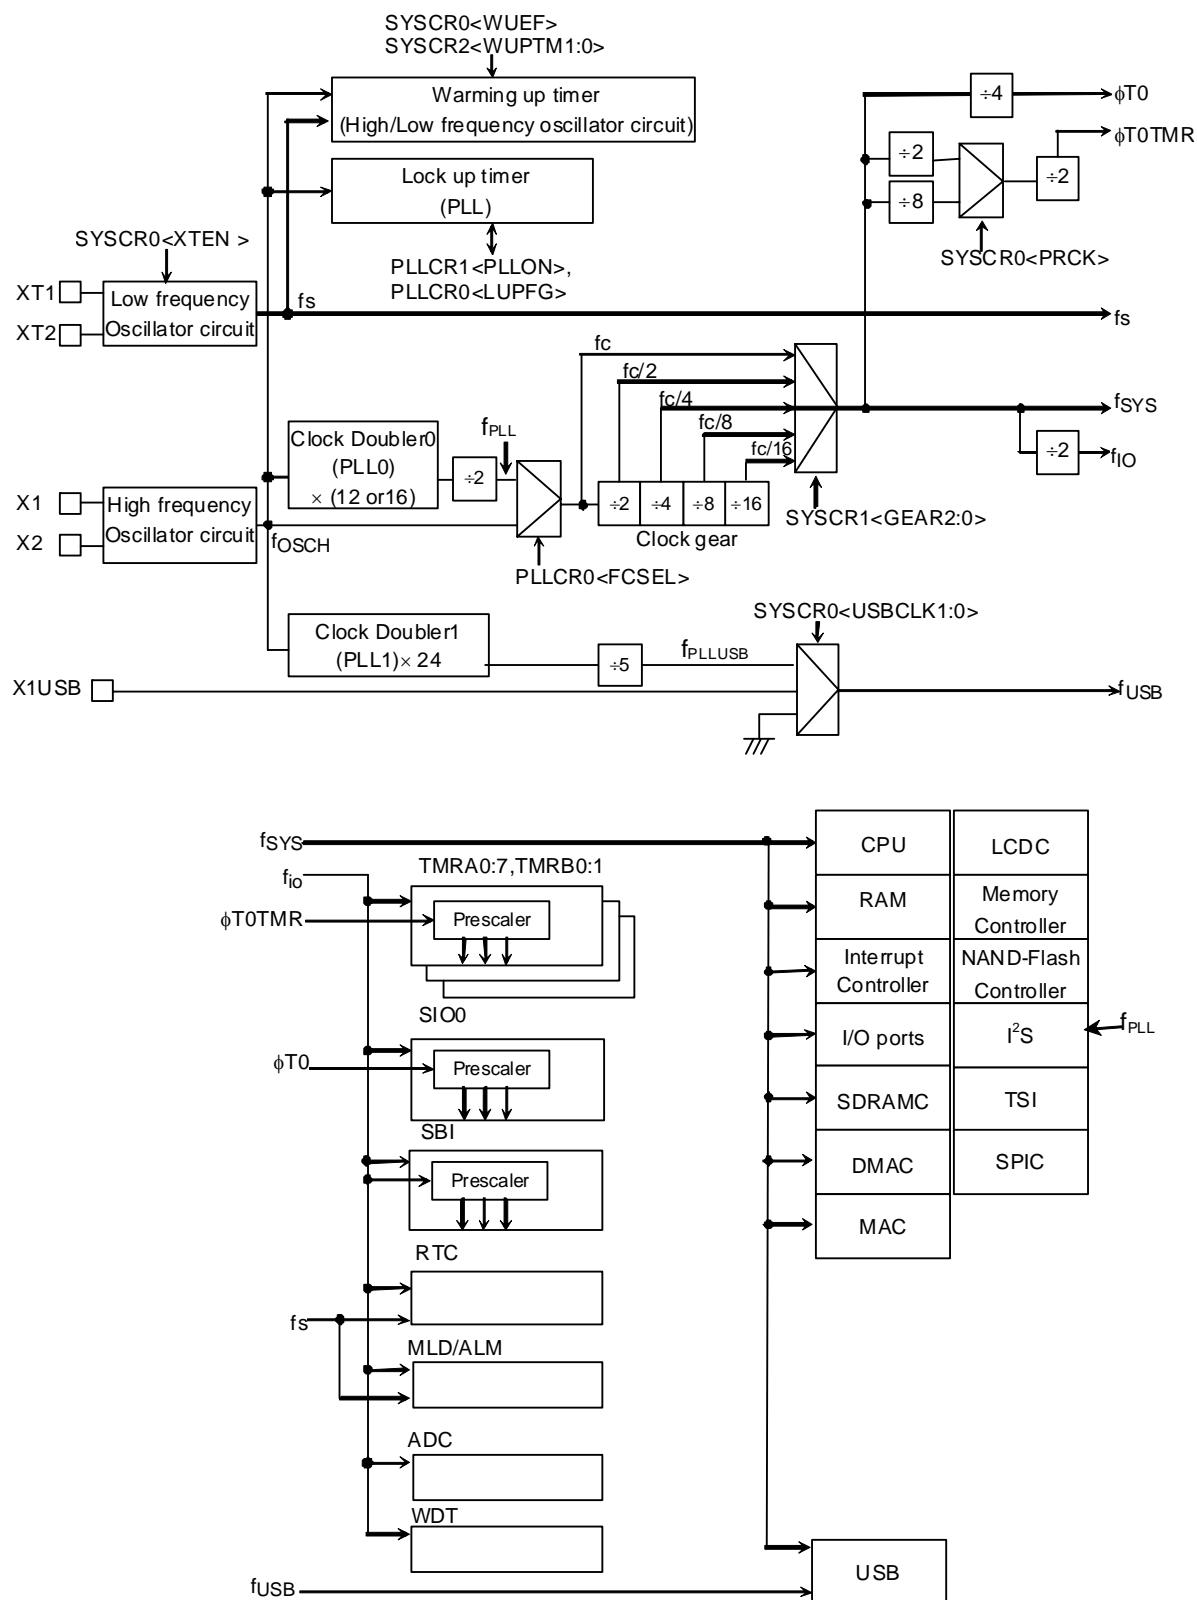 SYSCR0<WUEF>
SYSCR2<WUPTM1:0>
Warming up timer
(High/Low frequency oscillator circuit)
÷4
ϕT0
ϕT0TMR
÷2
÷8
÷2
SYSCR0<PRCK>
Lock up timer
(PLL)
PLLCR1<PLLON>,
PLLCR0<LUPFG>
SYSCR0<XTEN >
XT1
XT2
Low frequency
Oscillator circuit
fs
fs
fc
fc/2
fc/4
fc/8
fc/16
fSYS
÷2
fIO
Clock Doubler0
(PLL0)
× (12 or16)
÷2
fPLL
÷2
÷4
÷8
÷16
Clock gear
SYSCR1<GEAR2:0>
X1
X2
High frequency
Oscillator circuit
fOSCH
PLLCR0<FCSEL>
SYSCR0<USBCLK1:0>
Clock Doubler1
(PLL1)× 24
÷5
fPLLUSB
X1USB
fUSB
fSYS
fio
ϕT0TMR
TMRA0:7,TMRB0:1
Prescaler
SIO0
ϕT0
Prescaler
SBI
Prescaler
RTC
fs
MLD/ALM
ADC
WDT
fUSB
CPU
LCDC
RAM
Memory
Controller
Interrupt
Controller
NAND-Flash
Controller
I/O ports
I²S
fPLL
SDRAMC
TSI
DMAC
SPIC
MAC
USB